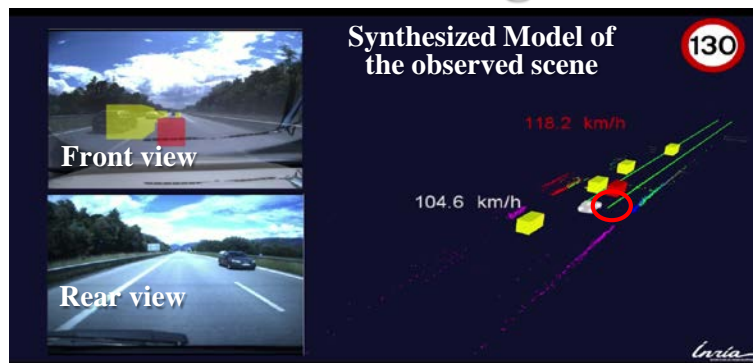 Synthesized Model of
the observed scene
130
118.2 km/h
104.6 km/h
Front view
Rear view
Inria